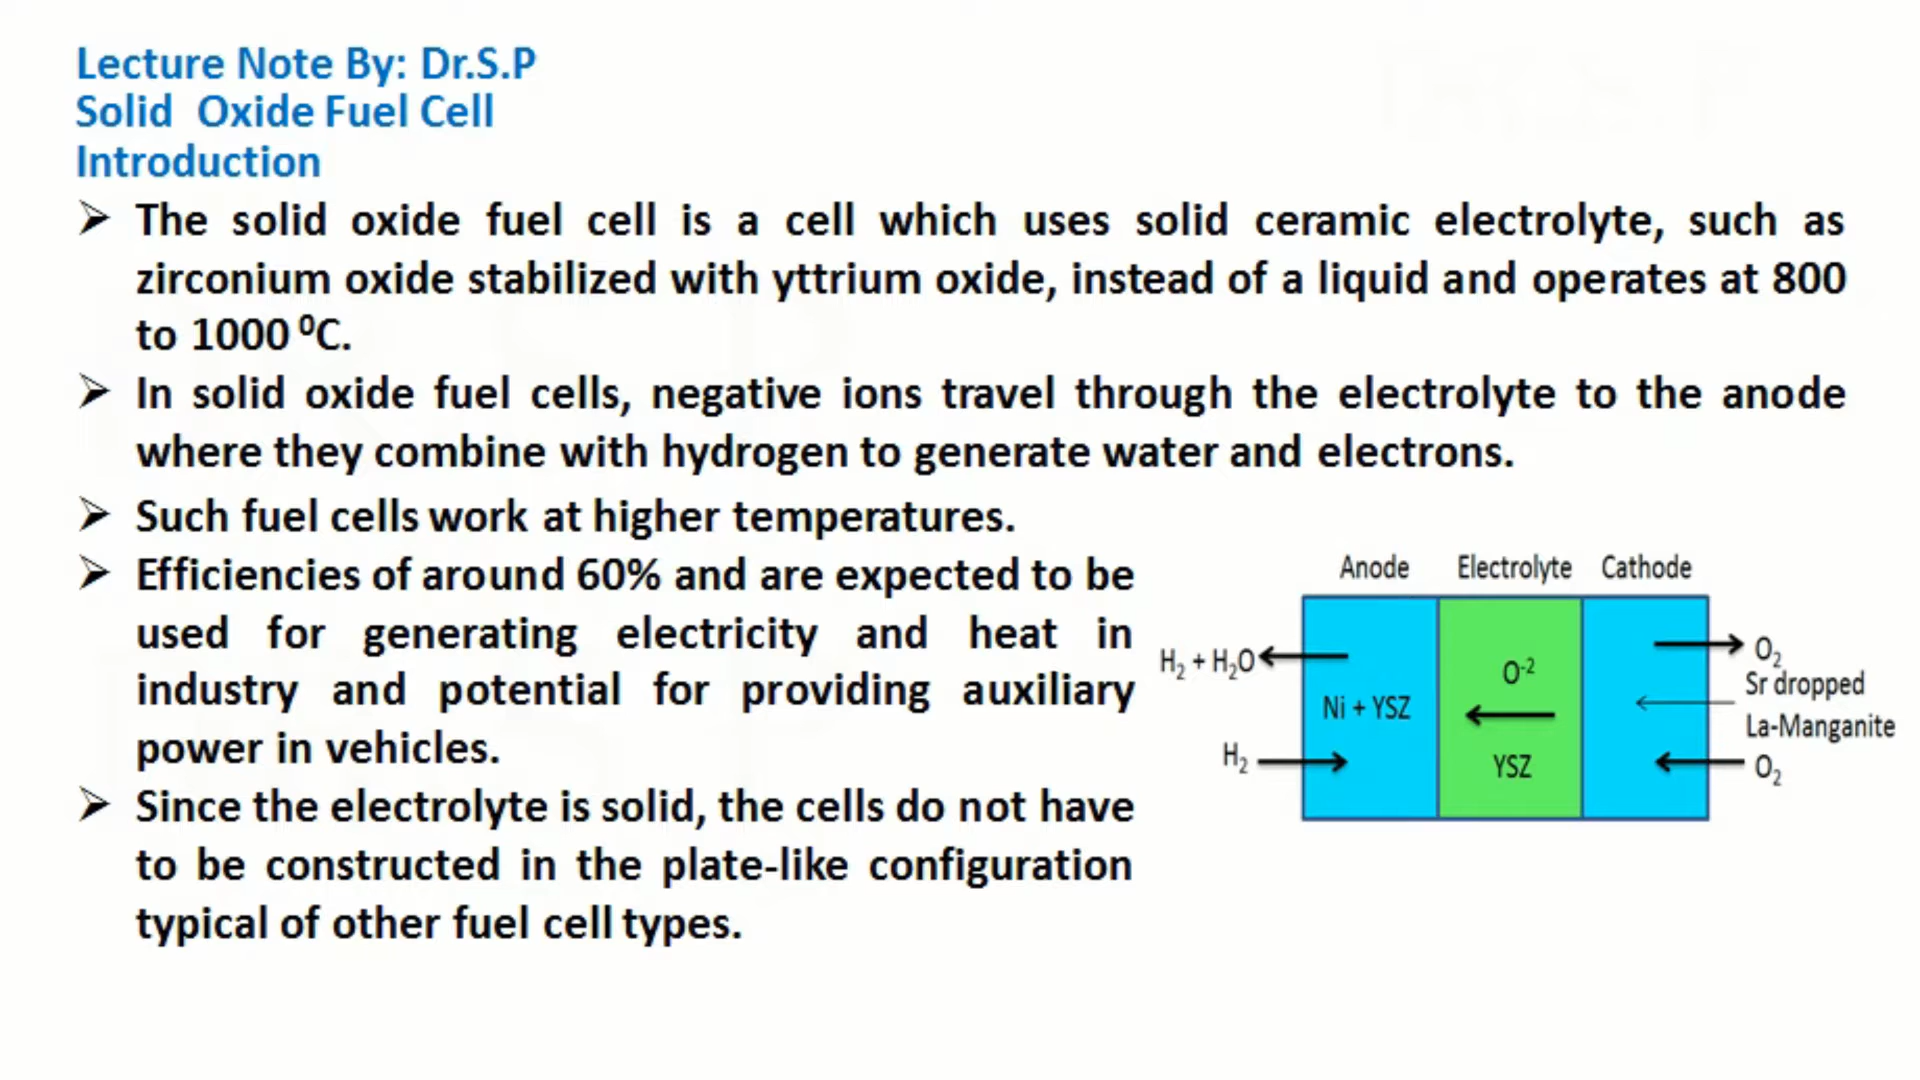 Lecture Note By: Dr.S.P
Solid Oxide Fuel Cell
Introduction
➢ The solid oxide fuel cell is a cell which uses solid ceramic electrolyte, such as
zirconium oxide stabilized with yttrium oxide, instead of a liquid and operates at 800
to 1000 ⁰C.
➢ In solid oxide fuel cells, negative ions travel through the electrolyte to the anode
where they combine with hydrogen to generate water and electrons.
➢ Such fuel cells work at higher temperatures.
➢ Efficiencies of around 60% and are expected to be
used for generating electricity and heat in
industry and potential for providing auxiliary
power in vehicles.
➢ Since the electrolyte is solid, the cells do not have
to be constructed in the plate-like configuration
typical of other fuel cell types.
Anode Electrolyte Cathode
H₂ + H₂O
O₂
O⁻²
Sr dropped
La-Manganite
Ni + YSZ
H₂
YSZ
O₂